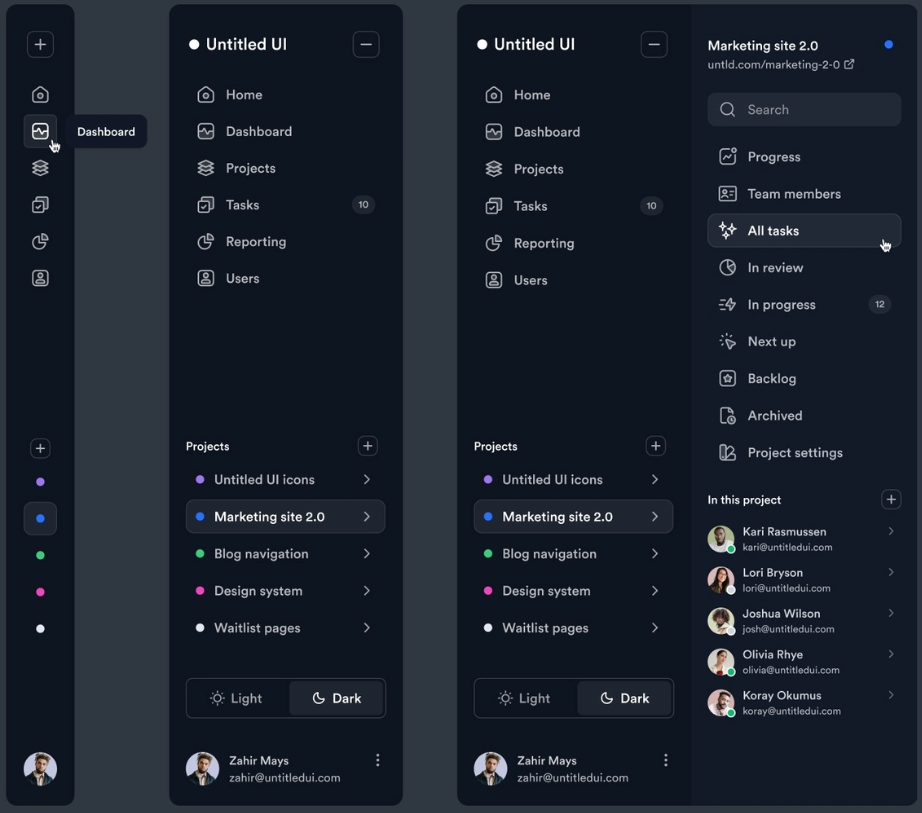 Dashboard
Untitled UI
Home
Dashboard
Projects
Tasks 10
Reporting
Users
Projects
Untitled UI icons
Marketing site 2.0
Blog navigation
Design system
Waitlist pages
Light Dark
Zahir Mays
zahir@untitledui.com
Untitled UI
Home
Dashboard
Projects
Tasks 10
Reporting
Users
Projects
Untitled UI icons
Marketing site 2.0
Blog navigation
Design system
Waitlist pages
Light Dark
Zahir Mays
zahir@untitledui.com
Marketing site 2.0
untld.com/marketing-2-0
Search
Progress
Team members
All tasks
In review
In progress 12
Next up
Backlog
Archived
Project settings
In this project
Kari Rasmussen
kari@untitledui.com
Lori Bryson
lori@untitledui.com
Joshua Wilson
josh@untitledui.com
Olivia Rhye
olivia@untitledui.com
Koray Okumus
koray@untitledui.com